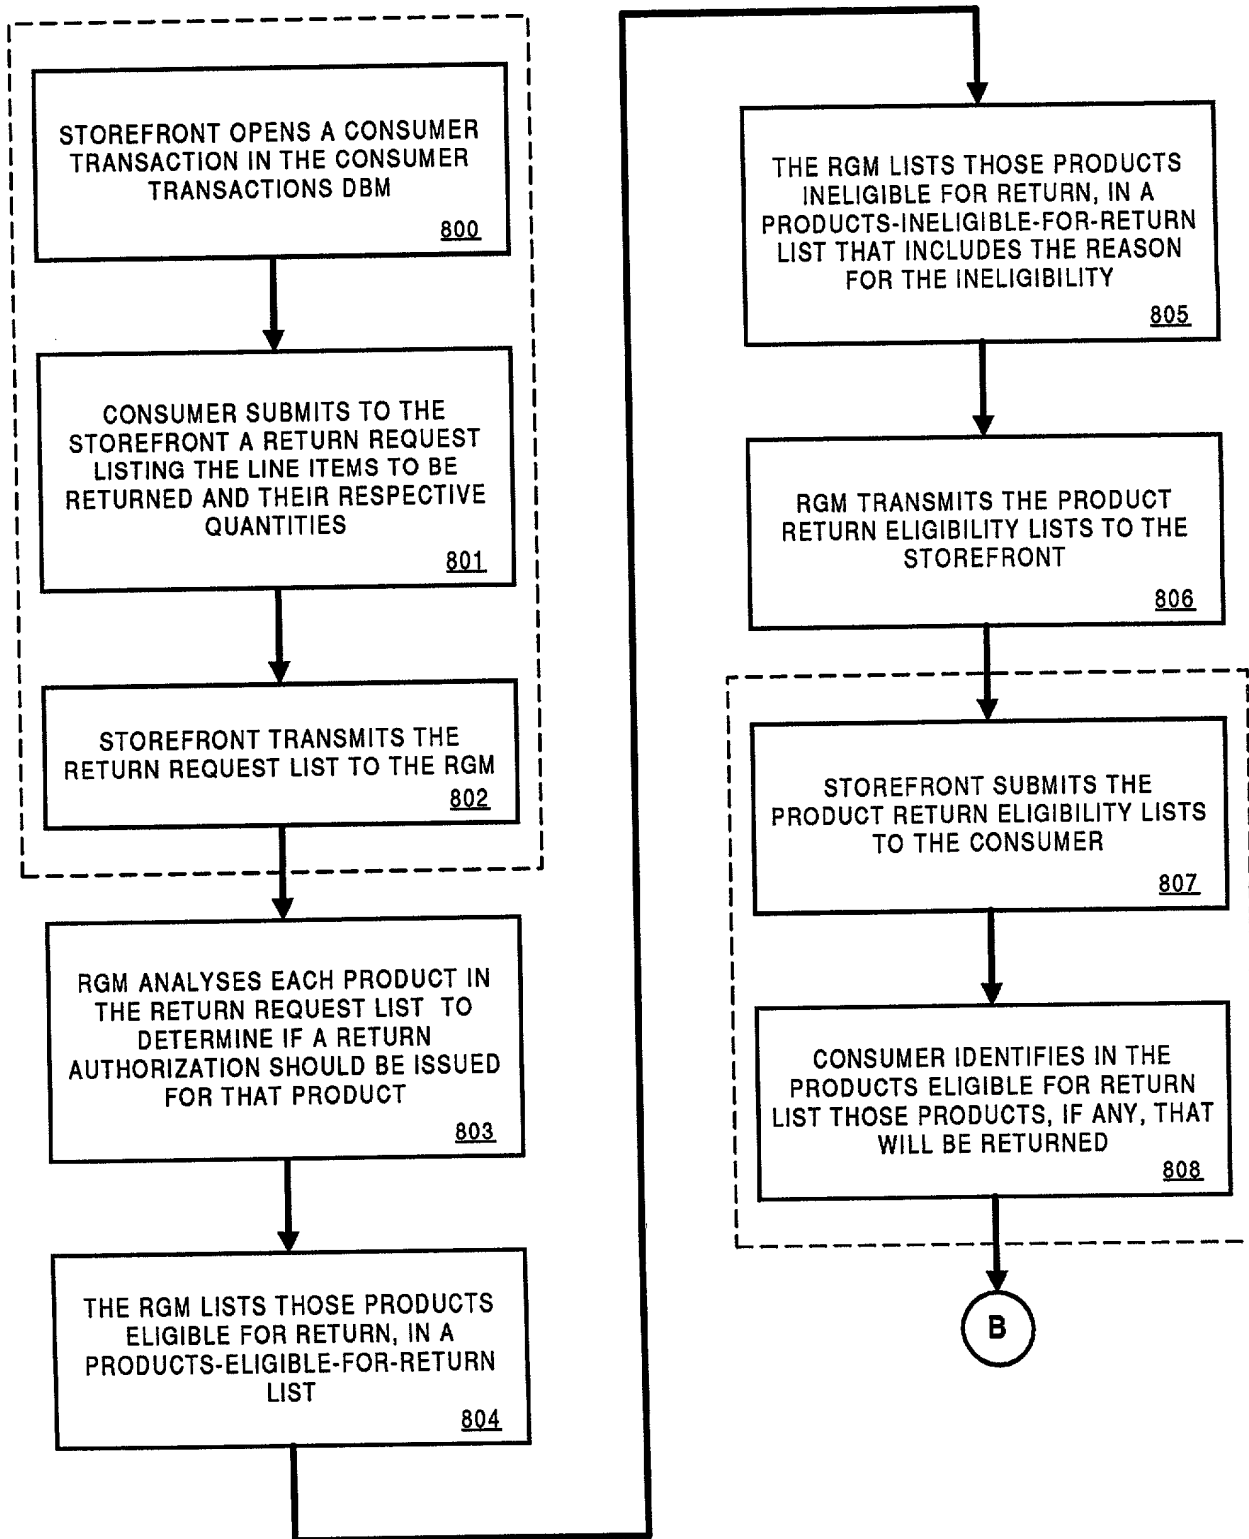 STOREFRONT OPENS A CONSUMER
TRANSACTION IN THE CONSUMER
TRANSACTIONS DBM
800
CONSUMER SUBMITS TO THE
STOREFRONT A RETURN REQUEST
LISTING THE LINE ITEMS TO BE
RETURNED AND THEIR RESPECTIVE
QUANTITIES
801
STOREFRONT TRANSMITS THE
RETURN REQUEST LIST TO THE RGM
802
RGM ANALYSES EACH PRODUCT IN
THE RETURN REQUEST LIST TO
DETERMINE IF A RETURN
AUTHORIZATION SHOULD BE ISSUED
FOR THAT PRODUCT
803
THE RGM LISTS THOSE PRODUCTS
ELIGIBLE FOR RETURN, IN A
PRODUCTS-ELIGIBLE-FOR-RETURN
LIST
804
THE RGM LISTS THOSE PRODUCTS
INELIGIBLE FOR RETURN, IN A
PRODUCTS-INELIGIBLE-FOR-RETURN
LIST THAT INCLUDES THE REASON
FOR THE INELIGIBILITY
805
RGM TRANSMITS THE PRODUCT
RETURN ELIGIBILITY LISTS TO THE
STOREFRONT
806
STOREFRONT SUBMITS THE
PRODUCT RETURN ELIGIBILITY LISTS
TO THE CONSUMER
807
CONSUMER IDENTIFIES IN THE
PRODUCTS ELIGIBLE FOR RETURN
LIST THOSE PRODUCTS, IF ANY, THAT
WILL BE RETURNED
808
B